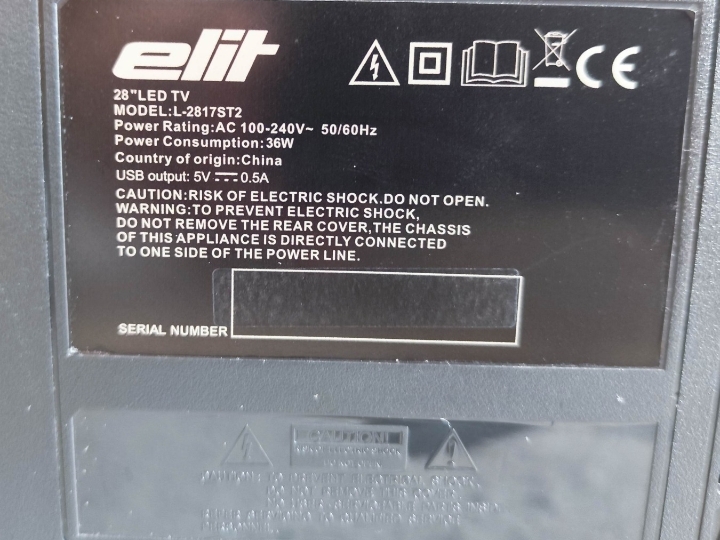 elit
28"LED TV
MODEL:L-2817ST2
Power Rating:AC 100-240V~ 50/60Hz
Power Consumption:36W
Country of origin:China
USB output: 5V 0.5A
CAUTION:RISK OF ELECTRIC SHOCK.DO NOT OPEN.
WARNING:TO PREVENT ELECTRIC SHOCK,
DO NOT REMOVE THE REAR COVER,THE CHASSIS
OF THIS APPLIANCE IS DIRECTLY CONNECTED
TO ONE SIDE OF THE POWER LINE.
SERIAL NUMBER
CAUTION!